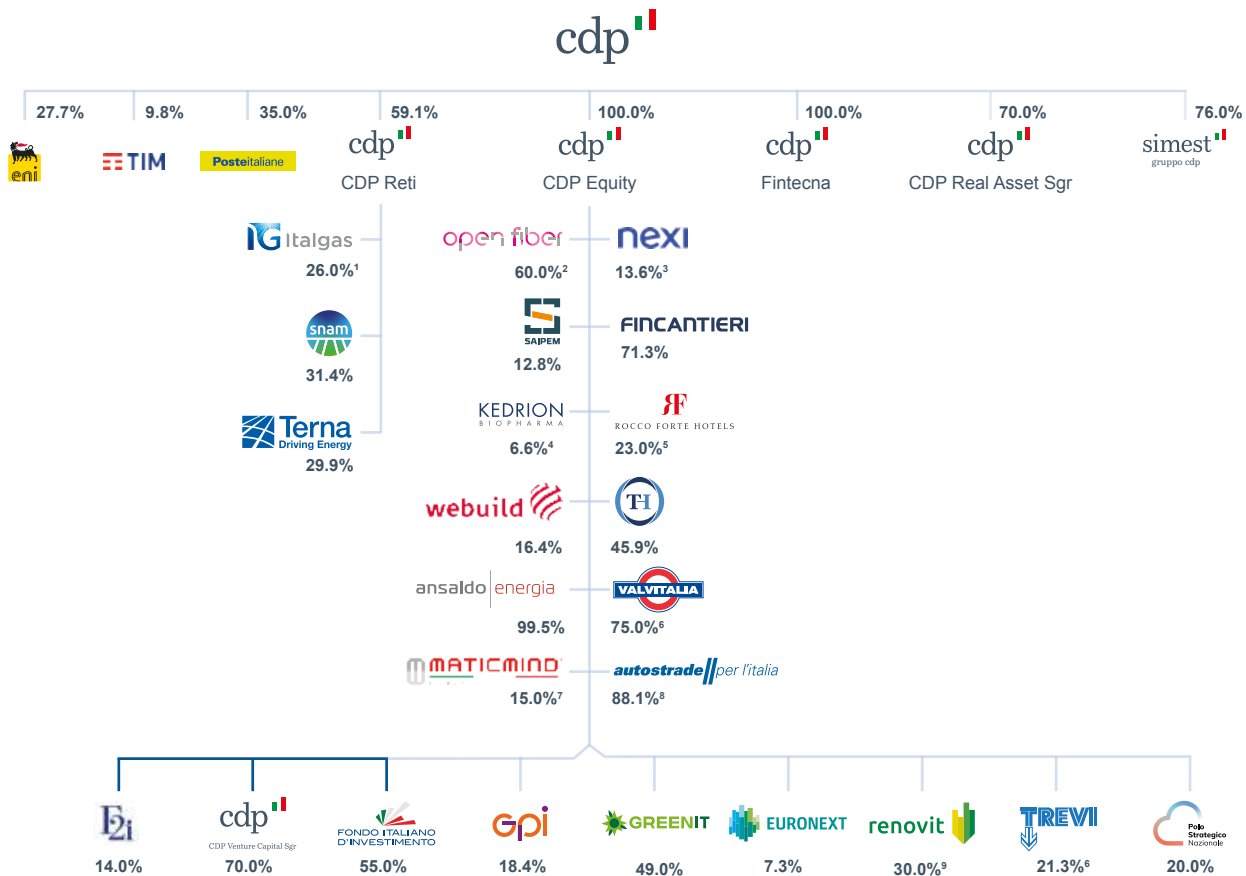 cdp
27.7%
9.8%
35.0%
59.1%
100.0%
100.0%
70.0%
76.0%
eni
TIM
Posteitaliane
cdp
CDP Reti
cdp
CDP Equity
cdp
Fintecna
cdp
CDP Real Asset Sgr
simest
gruppo cdp
IG Italgas
26.0%¹
snam
31.4%
Terna
Driving Energy
29.9%
open fiber
60.0%²
nexi
13.6%³
SAIPEM
12.8%
FINCANTIERI
71.3%
KEDRION
BIOPHARMA
6.6%⁴
RF
ROCCO FORTE HOTELS
23.0%⁵
webuild
16.4%
TH
45.9%
ansaldo energia
99.5%
VALVITALIA
75.0%⁶
MATICMIND
15.0%⁷
autostrade per l'italia
88.1%⁸
F2i
14.0%
cdp
CDP Venture Capital Sgr
70.0%
FONDO ITALIANO
D'INVESTIMENTO
55.0%
GPI
18.4%
GREENIT
49.0%
EURONEXT
7.3%
renovit
30.0%⁹
TREVI
21.3%⁶
Polo
Strategico
Nazionale
20.0%